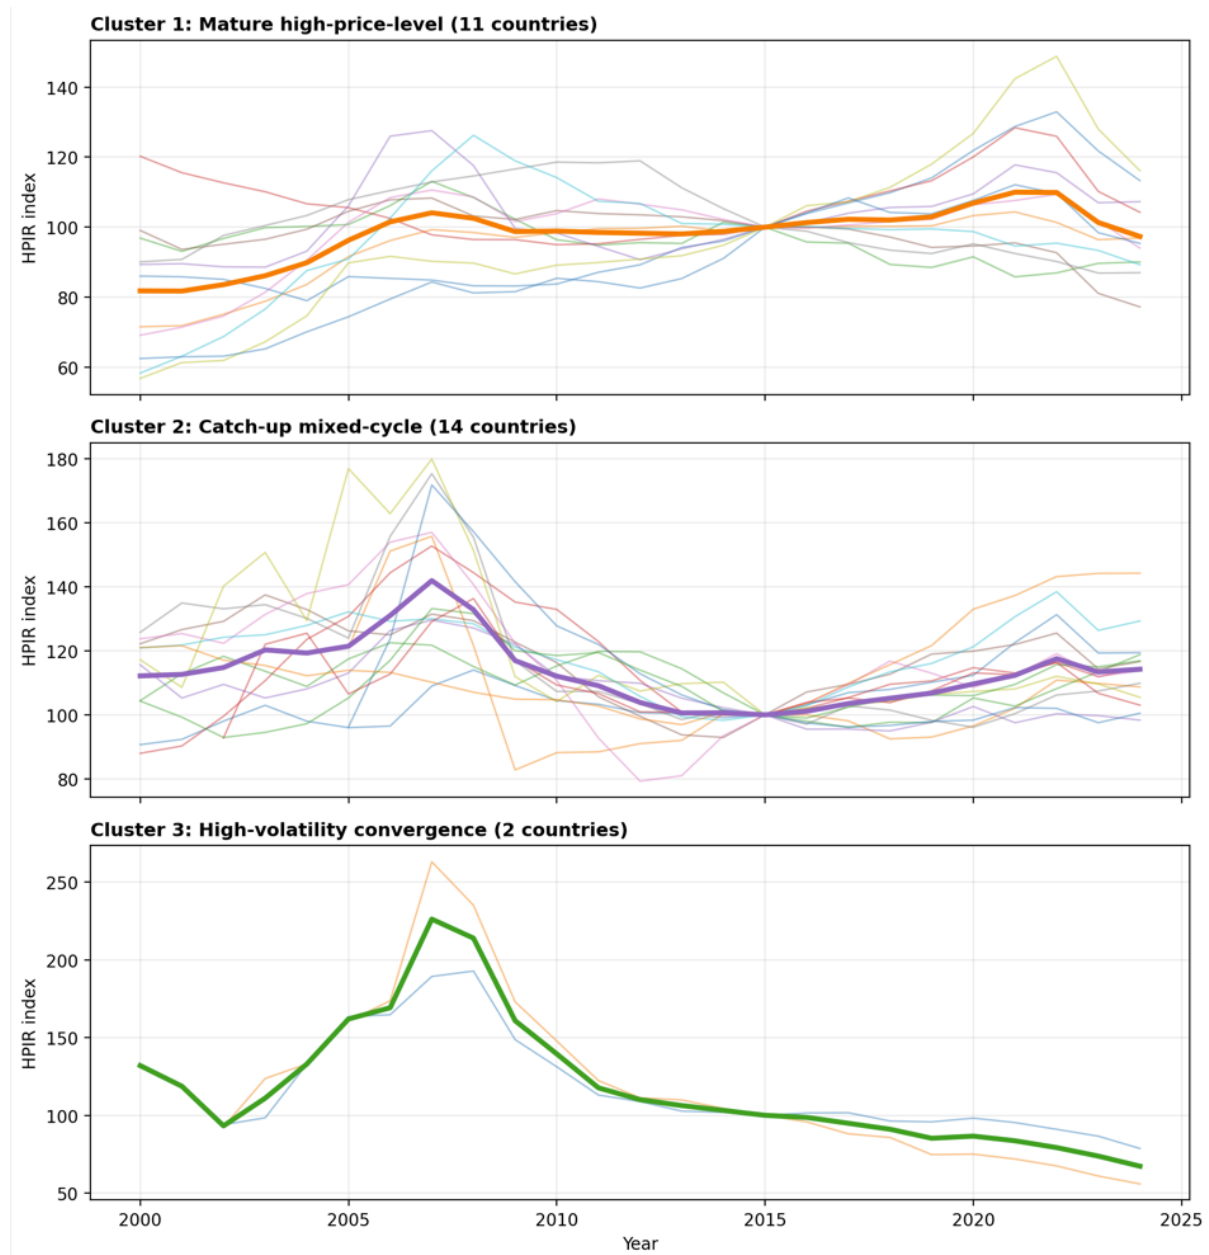 Cluster 1: Mature high-price-level (11 countries)
140
120
100
80
60
HPIR index
Cluster 2: Catch-up mixed-cycle (14 countries)
180
160
140
120
100
80
HPIR index
Cluster 3: High-volatility convergence (2 countries)
250
200
150
100
50
HPIR index
2000 2005 2010 2015 2020 2025
Year